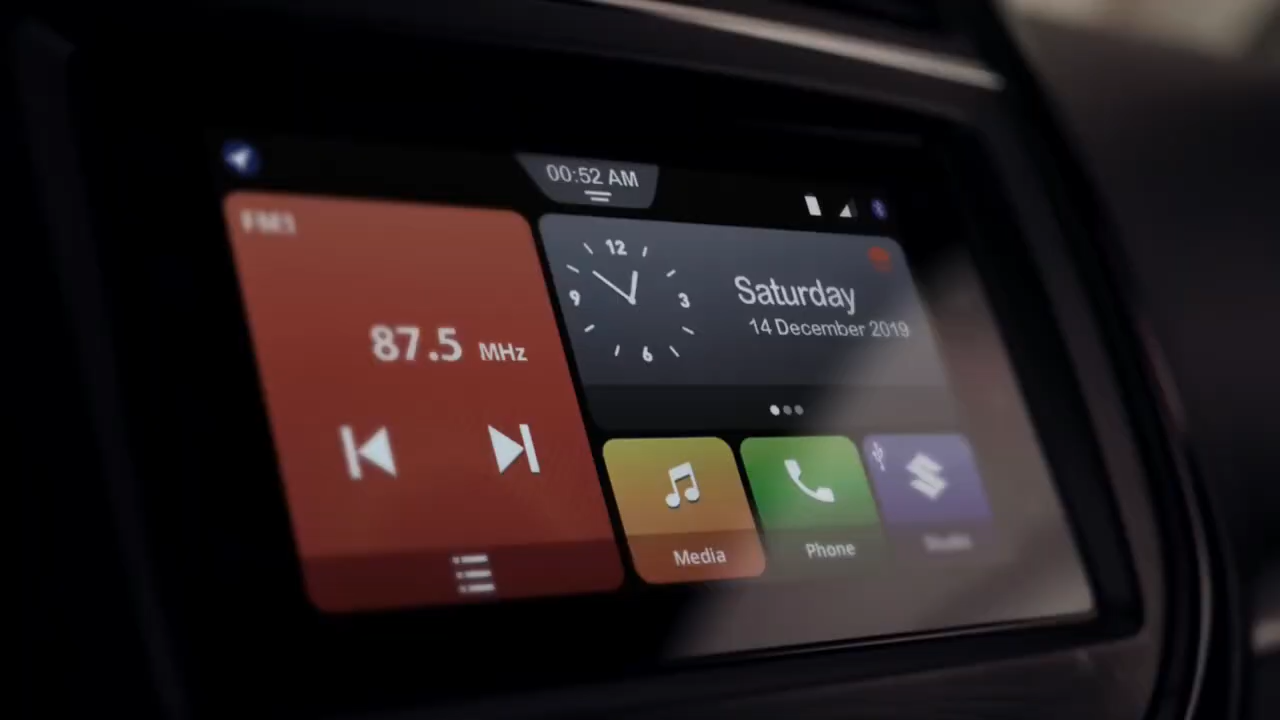 00:52 AM
FM1
87.5 MHz
12
3
6
9
Saturday
14 December 2019
Media
Phone